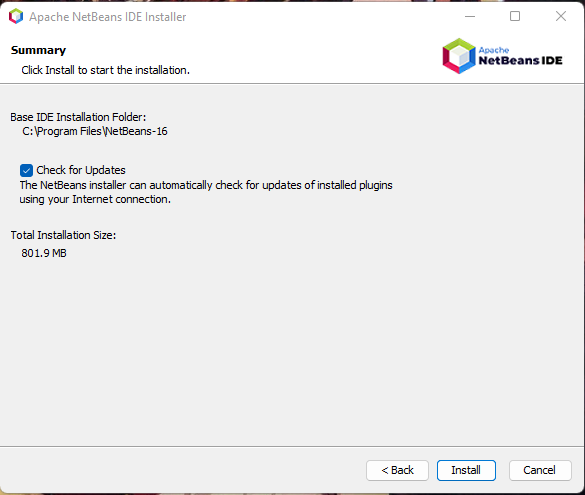 Apache NetBeans IDE Installer
Summary
Click Install to start the installation.
Apache
NetBeans IDE
Base IDE Installation Folder:
C:\Program Files\NetBeans-16
Check for Updates
The NetBeans installer can automatically check for updates of installed plugins
using your Internet connection.
Total Installation Size:
801.9 MB
< Back
Install
Cancel